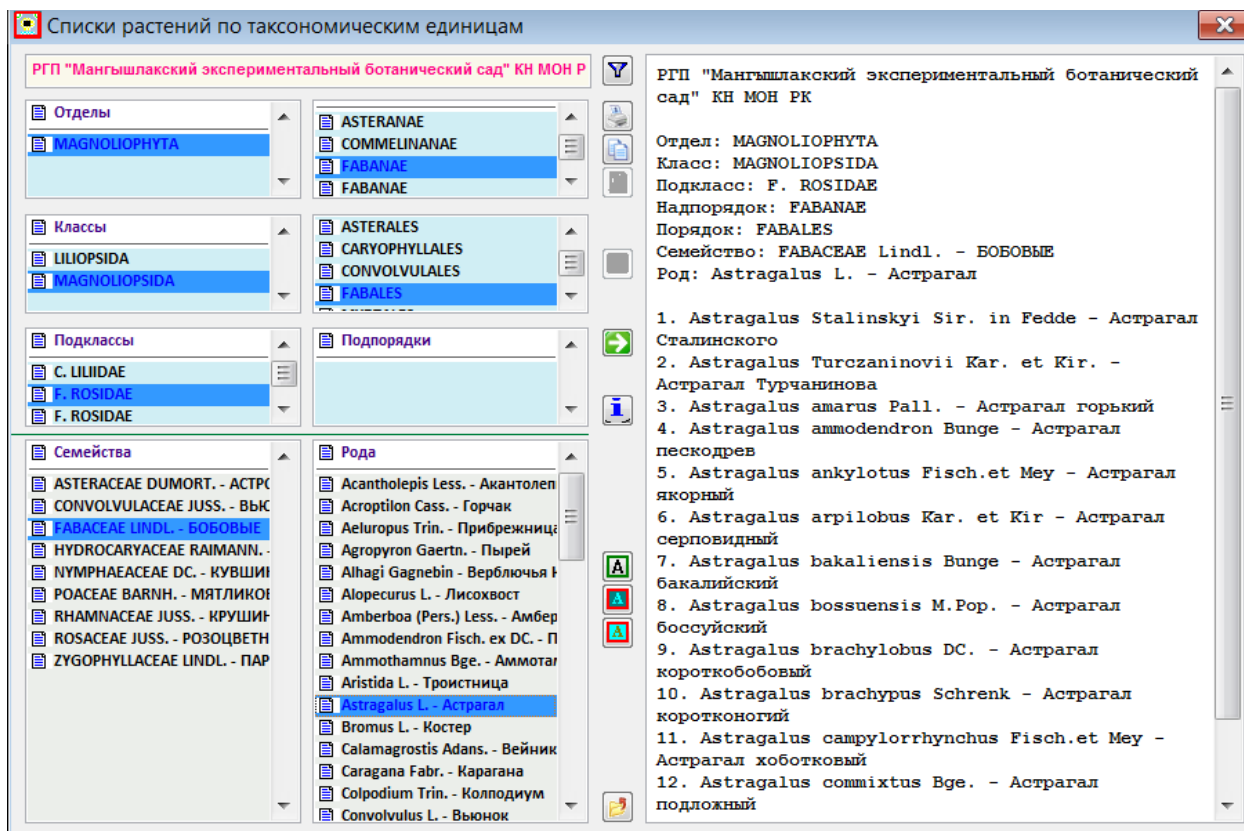 Списки растений по таксономическим единицам
РГП "Мангышлакский экспериментальный ботанический сад" КН МОН Р
Отделы
MAGNOLIOPHYTA
ASTERANAE
COMMELINANAE
FABANAE
FABANAE
Классы
LILIOPSIDA
MAGNOLIOPSIDA
ASTERALES
CARYOPHYLLALES
CONVOLVULALES
FABALES
Подклассы
C. LILIIDAE
F. ROSIDAE
F. ROSIDAE
Подпорядки
Семейства
ASTERACEAE DUMORT. - АСТРО
CONVOLVULACEAE JUSS. - ВЬЮ
FABACEAE LINDL. - БОБОВЫЕ
HYDROCARYACEAE RAIMANN. -
NYMPHAEACEAE DC. - КУВШИН
POACEAE BARNH. - МЯТЛИКОВ
RHAMNACEAE JUSS. - КРУШИН
ROSACEAE JUSS. - РОЗОЦВЕТН
ZYGOPHYLLACEAE LINDL. - ПАР
Рода
Acantholepis Less. - Акантолеп
Acroptilon Cass. - Горчак
Aeluropus Trin. - Прибрежница
Agropyron Gaertn. - Пырей
Alhagi Gagnebin - Верблюжья К
Alopecurus L. - Лисохвост
Amberboa (Pers.) Less. - Амбер
Ammodendron Fisch. ex DC. - П
Ammothamnus Bge. - Аммотам
Aristida L. - Троистница
Astragalus L. - Астрагал
Bromus L. - Костер
Calamagrostis Adans. - Вейник
Caragana Fabr. - Карагана
Colpodium Trin. - Колподиум
Convolvulus L. - Вьюнок
РГП "Мангышлакский экспериментальный ботанический
сад" КН МОН РК
Отдел: MAGNOLIOPHYTA
Класс: MAGNOLIOPSIDA
Подкласс: F. ROSIDAE
Надпорядок: FABANAE
Порядок: FABALES
Семейство: FABACEAE Lindl. - БОБОВЫЕ
Род: Astragalus L. - Астрагал
1. Astragalus Stalinskyi Sir. in Fedde - Астрагал
Сталинского
2. Astragalus Turczaninovii Kar. et Kir. -
Астрагал Турчанинова
3. Astragalus amarus Pall. - Астрагал горький
4. Astragalus ammodendron Bunge - Астрагал
пескодрев
5. Astragalus ankylotus Fisch.et Mey - Астрагал
якорный
6. Astragalus arpilobus Kar. et Kir - Астрагал
серповидный
7. Astragalus bakaliensis Bunge - Астрагал
бакалийский
8. Astragalus bossuensis M.Pop. - Астрагал
боссуйский
9. Astragalus brachylobus DC. - Астрагал
короткобобовый
10. Astragalus brachypus Schrenk - Астрагал
коротконогий
11. Astragalus campylorrhynchus Fisch.et Mey -
Астрагал хоботковый
12. Astragalus commixtus Bge. - Астрагал
подложный